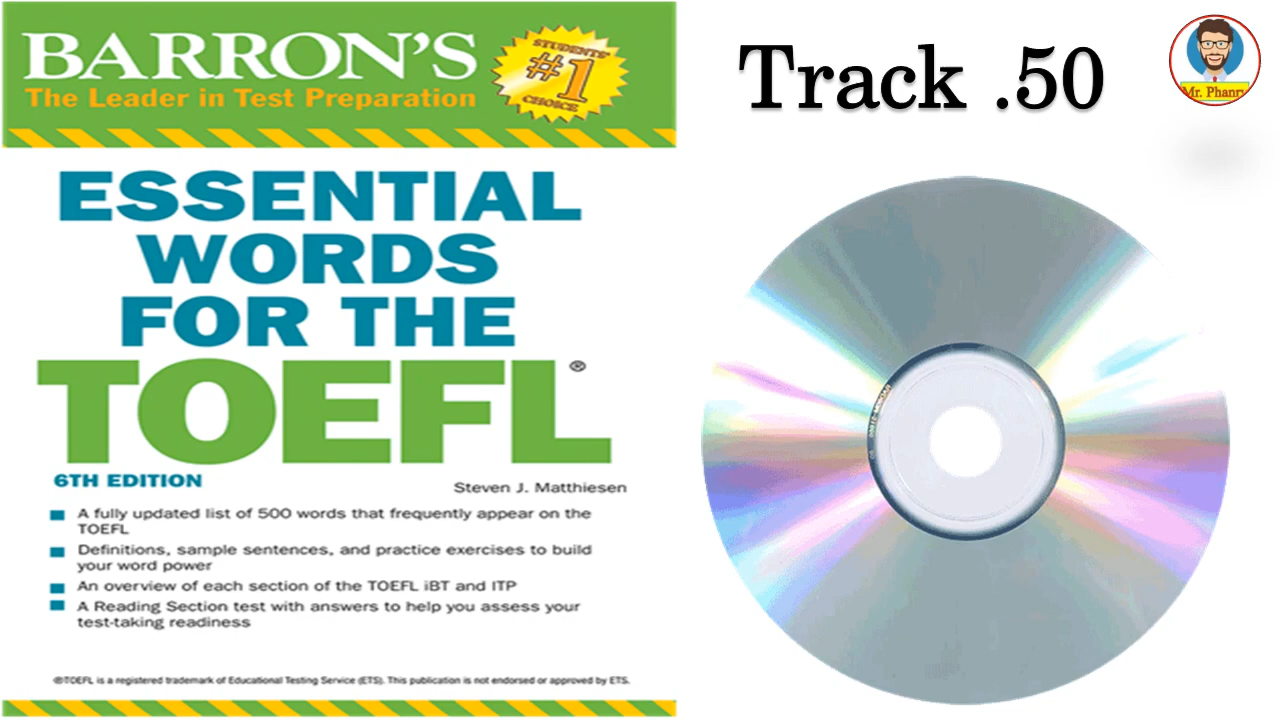 BARRON'S
The Leader in Test Preparation
STUDENTS'
#1
CHOICE
ESSENTIAL
WORDS
FOR THE
TOEFL®
6TH EDITION
Steven J. Matthiesen
A fully updated list of 500 words that frequently appear on the
TOEFL
Definitions, sample sentences, and practice exercises to build
your word power
An overview of each section of the TOEFL iBT and ITP
A Reading Section test with answers to help you assess your
test-taking readiness
®TOEFL is a registered trademark of Educational Testing Service (ETS). This publication is not endorsed or approved by ETS.
Track .50
Mr. Phanry